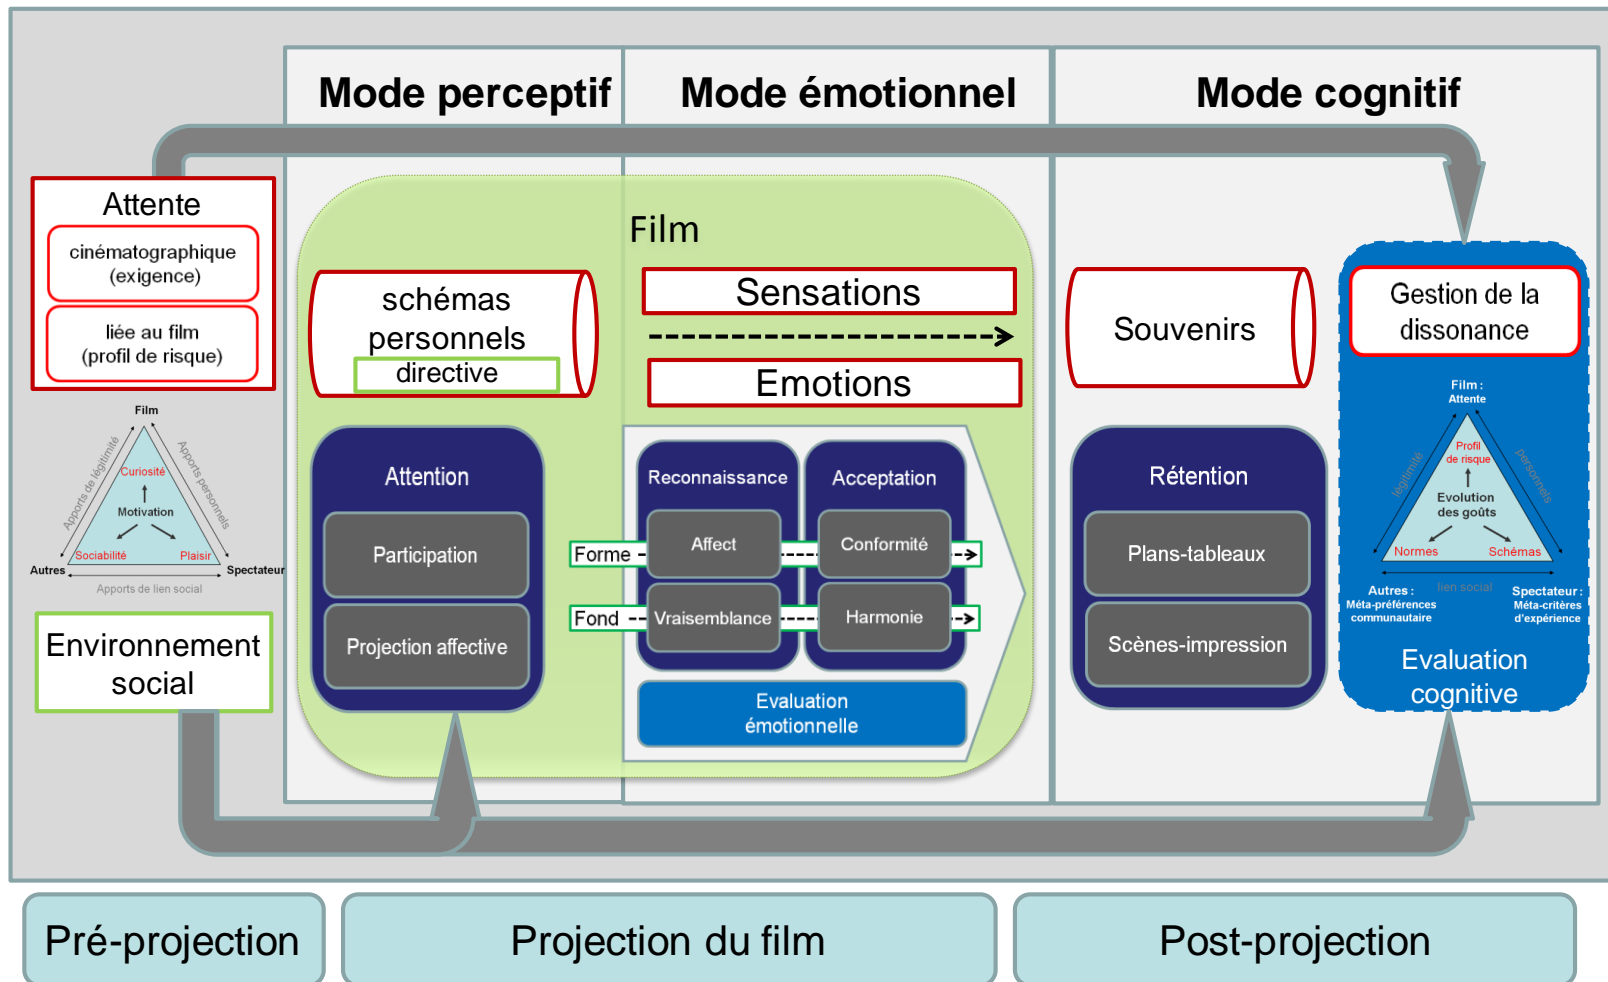 Mode perceptif
Mode émotionnel
Mode cognitif
Attente
cinématographique
(exigence)
liée au film
(profil de risque)
Film
Apports de légitimité
Apports personnels
Curiosité
Motivation
Sociabilité
Plaisir
Autres
Spectateur
Apports de lien social
Environnement
social
Film
schémas
personnels
directive
Sensations
Emotions
Attention
Participation
Projection affective
Reconnaissance
Acceptation
Forme
Affect
Conformité
Fond
Vraisemblance
Harmonie
Evaluation
émotionnelle
Souvenirs
Rétention
Plans-tableaux
Scènes-impression
Gestion de la
dissonance
Film :
Attente
légitimité
personnels
Profil
de risque
Evolution
des goûts
Normes
Schémas
lien social
Autres :
Méta-préférences
communautaire
Spectateur :
Méta-critères
d'expérience
Evaluation
cognitive
Pré-projection
Projection du film
Post-projection